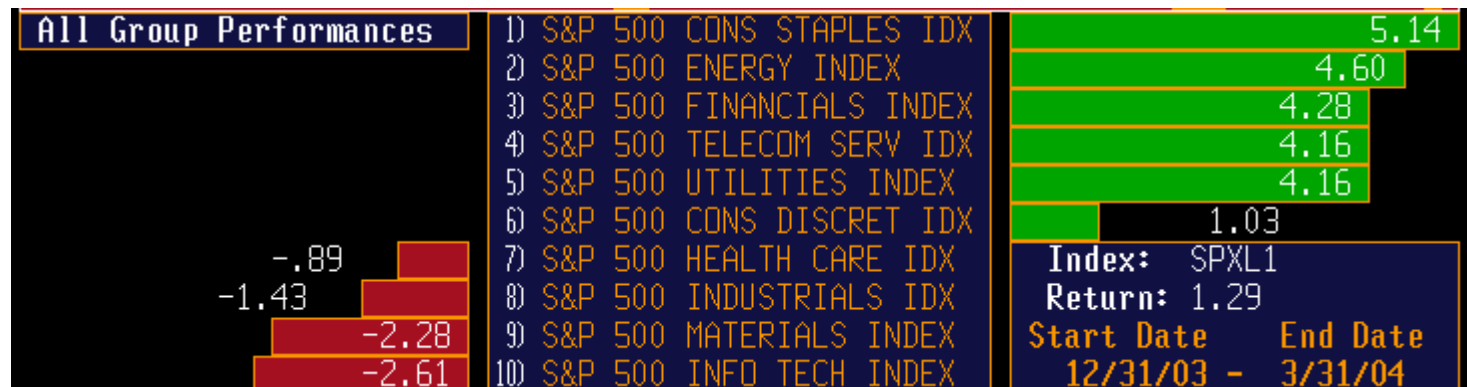 All Group Performances
1) S&P 500 CONS STAPLES IDX 5.14
2) S&P 500 ENERGY INDEX 4.60
3) S&P 500 FINANCIALS INDEX 4.28
4) S&P 500 TELECOM SERV IDX 4.16
5) S&P 500 UTILITIES INDEX 4.16
6) S&P 500 CONS DISCRET IDX 1.03
-.89 7) S&P 500 HEALTH CARE IDX Index: SPXL1
-1.43 8) S&P 500 INDUSTRIALS IDX Return: 1.29
-2.28 9) S&P 500 MATERIALS INDEX Start Date End Date
-2.61 10) S&P 500 INFO TECH INDEX 12/31/03 - 3/31/04